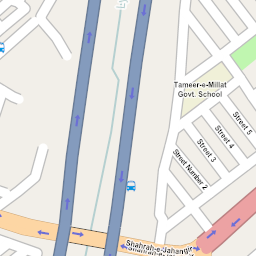 Tameer-e-Millat
Govt. School
Street 5
Street 4
Street 3
Street Number 2
Shahrah-e-Jahangir